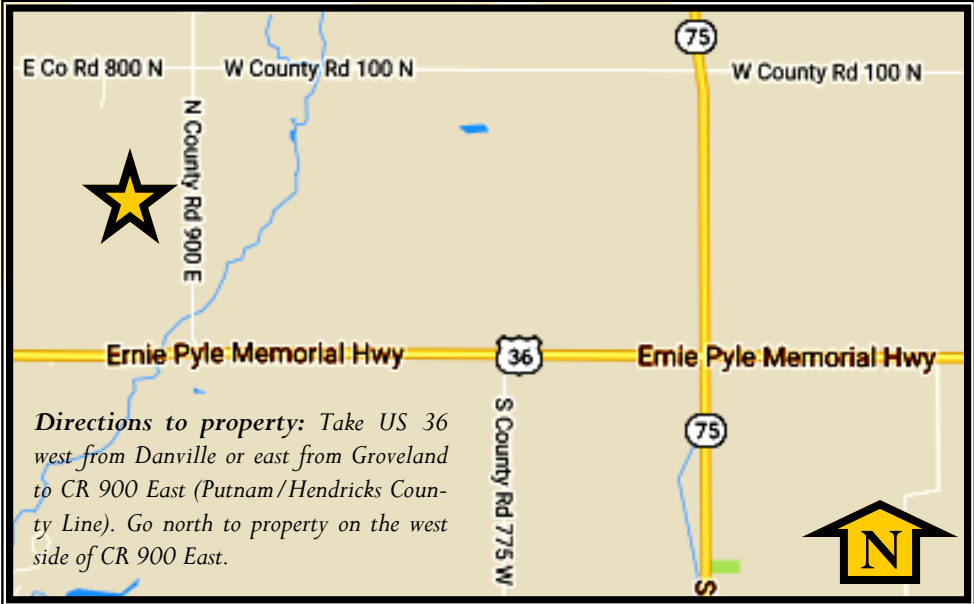 75
E Co Rd 800 N
W County Rd 100 N
W County Rd 100 N
N County Rd 900 E
Ernie Pyle Memorial Hwy
36
Ernie Pyle Memorial Hwy
S County Rd 775 W
75
Directions to property: Take US 36
west from Danville or east from Groveland
to CR 900 East (Putnam/Hendricks Coun-
ty Line). Go north to property on the west
side of CR 900 East.
N
S